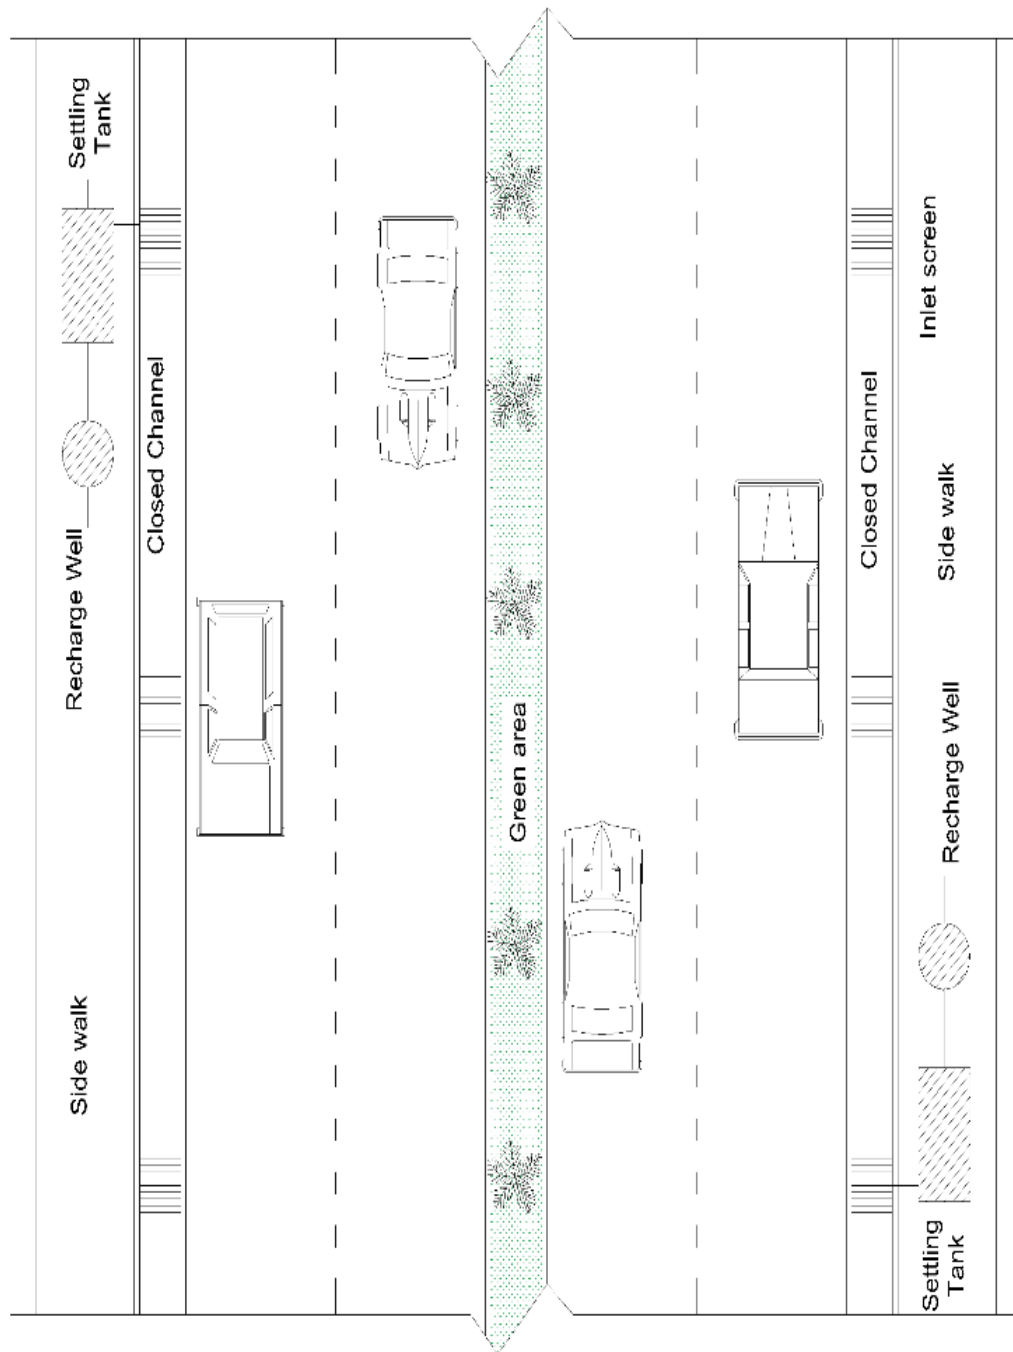 Settling
Tank
Recharge Well
Side walk
Closed Channel
Green area
Closed Channel
Inlet screen
Side walk
Recharge Well
Settling
Tank